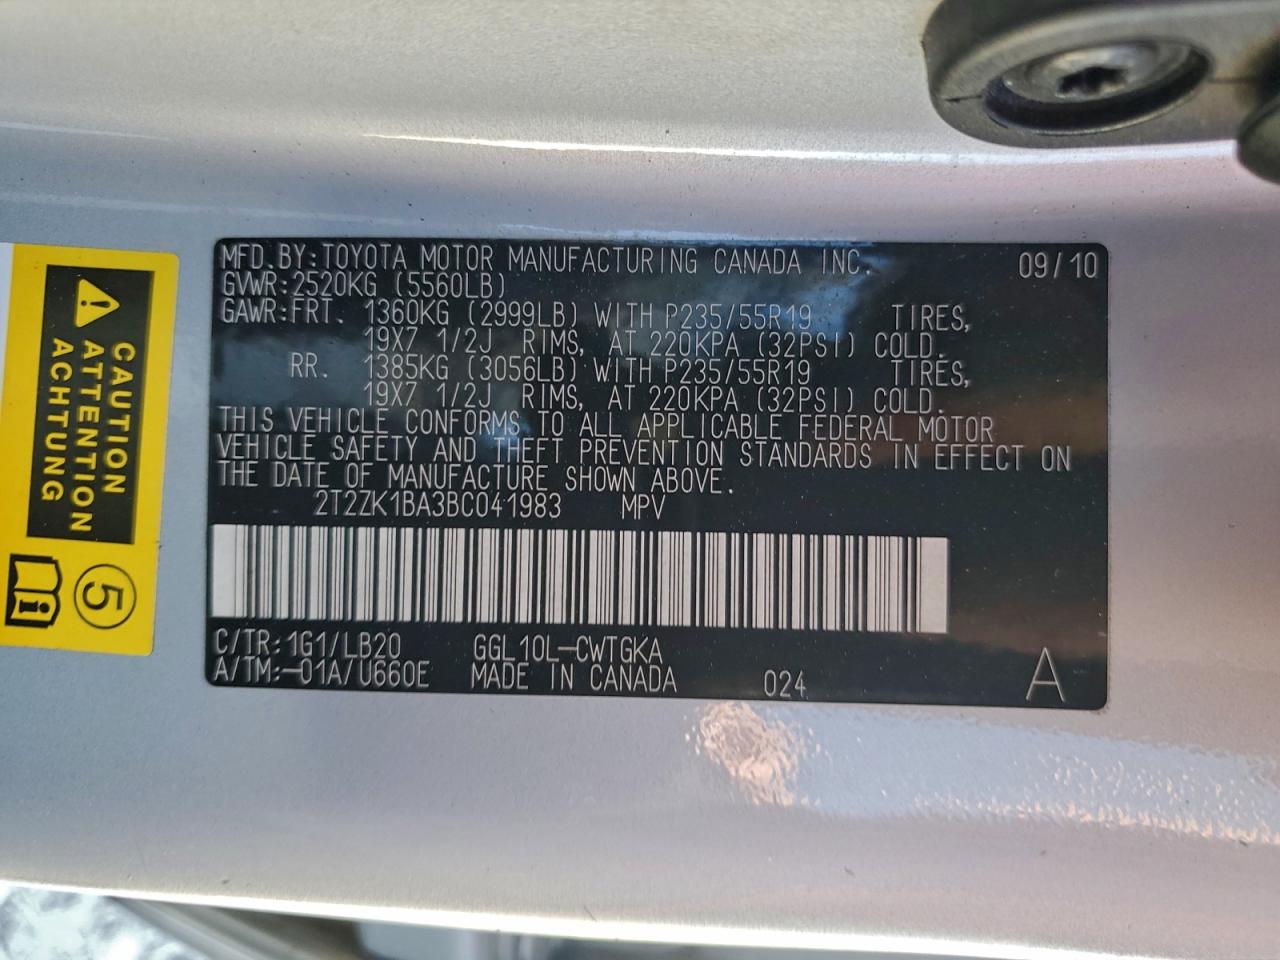 MFD. BY: TOYOTA MOTOR MANUFACTURING CANADA INC. 09/10
GVWR: 2520KG (5560LB)
GAWR: FRT. 1360KG (2999LB) WITH P235/55R19 TIRES,
19X7 1/2J RIMS, AT 220KPA (32PSI) COLD.
RR. 1385KG (3056LB) WITH P235/55R19 TIRES,
19X7 1/2J RIMS, AT 220KPA (32PSI) COLD.
THIS VEHICLE CONFORMS TO ALL APPLICABLE FEDERAL MOTOR
VEHICLE SAFETY AND THEFT PREVENTION STANDARDS IN EFFECT ON
THE DATE OF MANUFACTURE SHOWN ABOVE.
2T2ZK1BA3BC041983 MPV
C/TR: 1G1/LB20 GGL10L-CWTGKA
A/TM:-01A/U660E MADE IN CANADA 024 A
CAUTION
ATTENTION
ACHTUNG
5